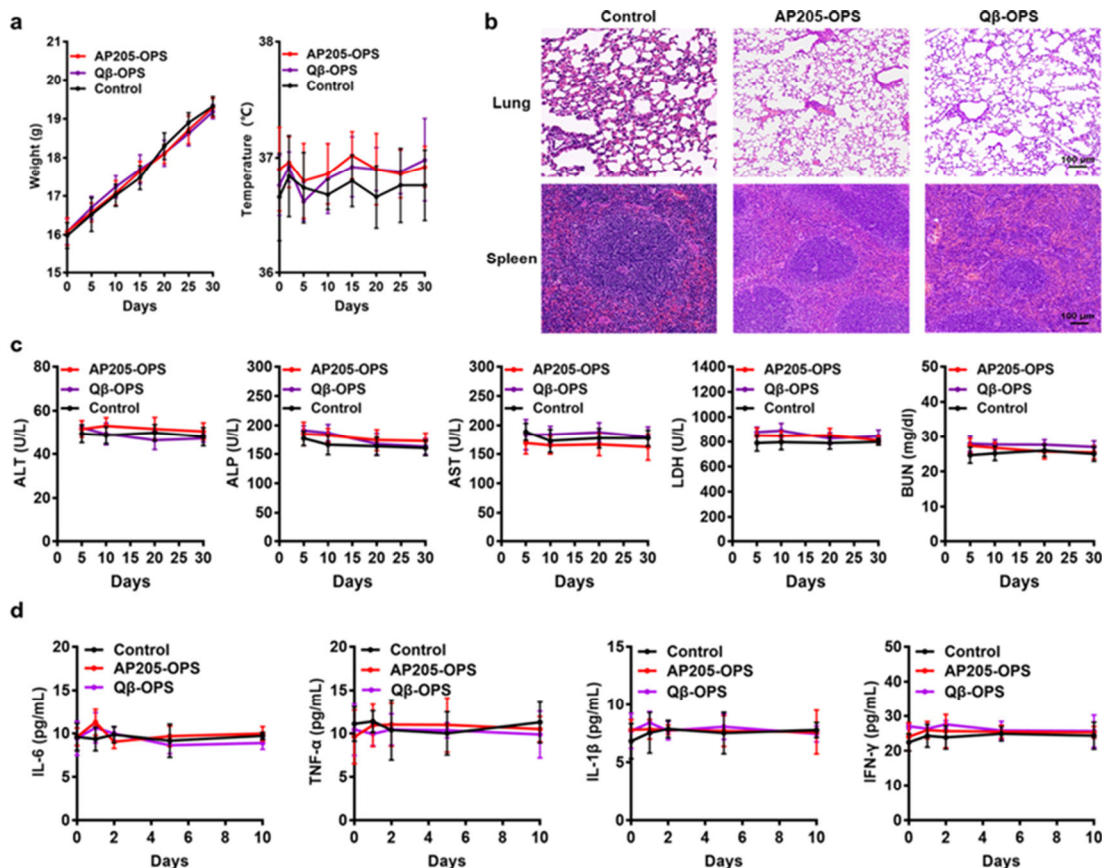 a
AP205-OPS
Qβ-OPS
Control
Weight (g)
20
19
18
17
16
15
0 5 10 15 20 25 30
Days
AP205-OPS
Qβ-OPS
Control
Temperature (℃)
38
37
36
0 5 10 15 20 25 30
Days
b
Control AP205-OPS Qβ-OPS
Lung
100 μm
Spleen
100 μm
c
AP205-OPS
Qβ-OPS
Control
ALT (U/L)
80
60
40
20
0
0 5 10 15 20 25 30
Days
AP205-OPS
Qβ-OPS
Control
ALP (U/L)
300
250
200
150
100
50
0
0 5 10 15 20 25 30
Days
AP205-OPS
Qβ-OPS
Control
AST (U/L)
300
250
200
150
100
50
0
0 5 10 15 20 25 30
Days
AP205-OPS
Qβ-OPS
Control
LDH (U/L)
1400
1200
1000
800
600
400
200
0
0 5 10 15 20 25 30
Days
AP205-OPS
Qβ-OPS
Control
BUN (mg/dl)
50
40
30
20
10
0
0 5 10 15 20 25 30
Days
d
Control
AP205-OPS
Qβ-OPS
IL-6 (pg/mL)
20
15
10
5
0
0 2 4 6 8 10
Days
Control
AP205-OPS
Qβ-OPS
TNF-α (pg/mL)
20
15
10
5
0
0 2 4 6 8 10
Days
Control
AP205-OPS
Qβ-OPS
IL-1β (pg/mL)
15
10
5
0
0 2 4 6 8 10
Days
Control
AP205-OPS
Qβ-OPS
IFN-γ (pg/mL)
50
40
30
20
10
0
0 2 4 6 8 10
Days